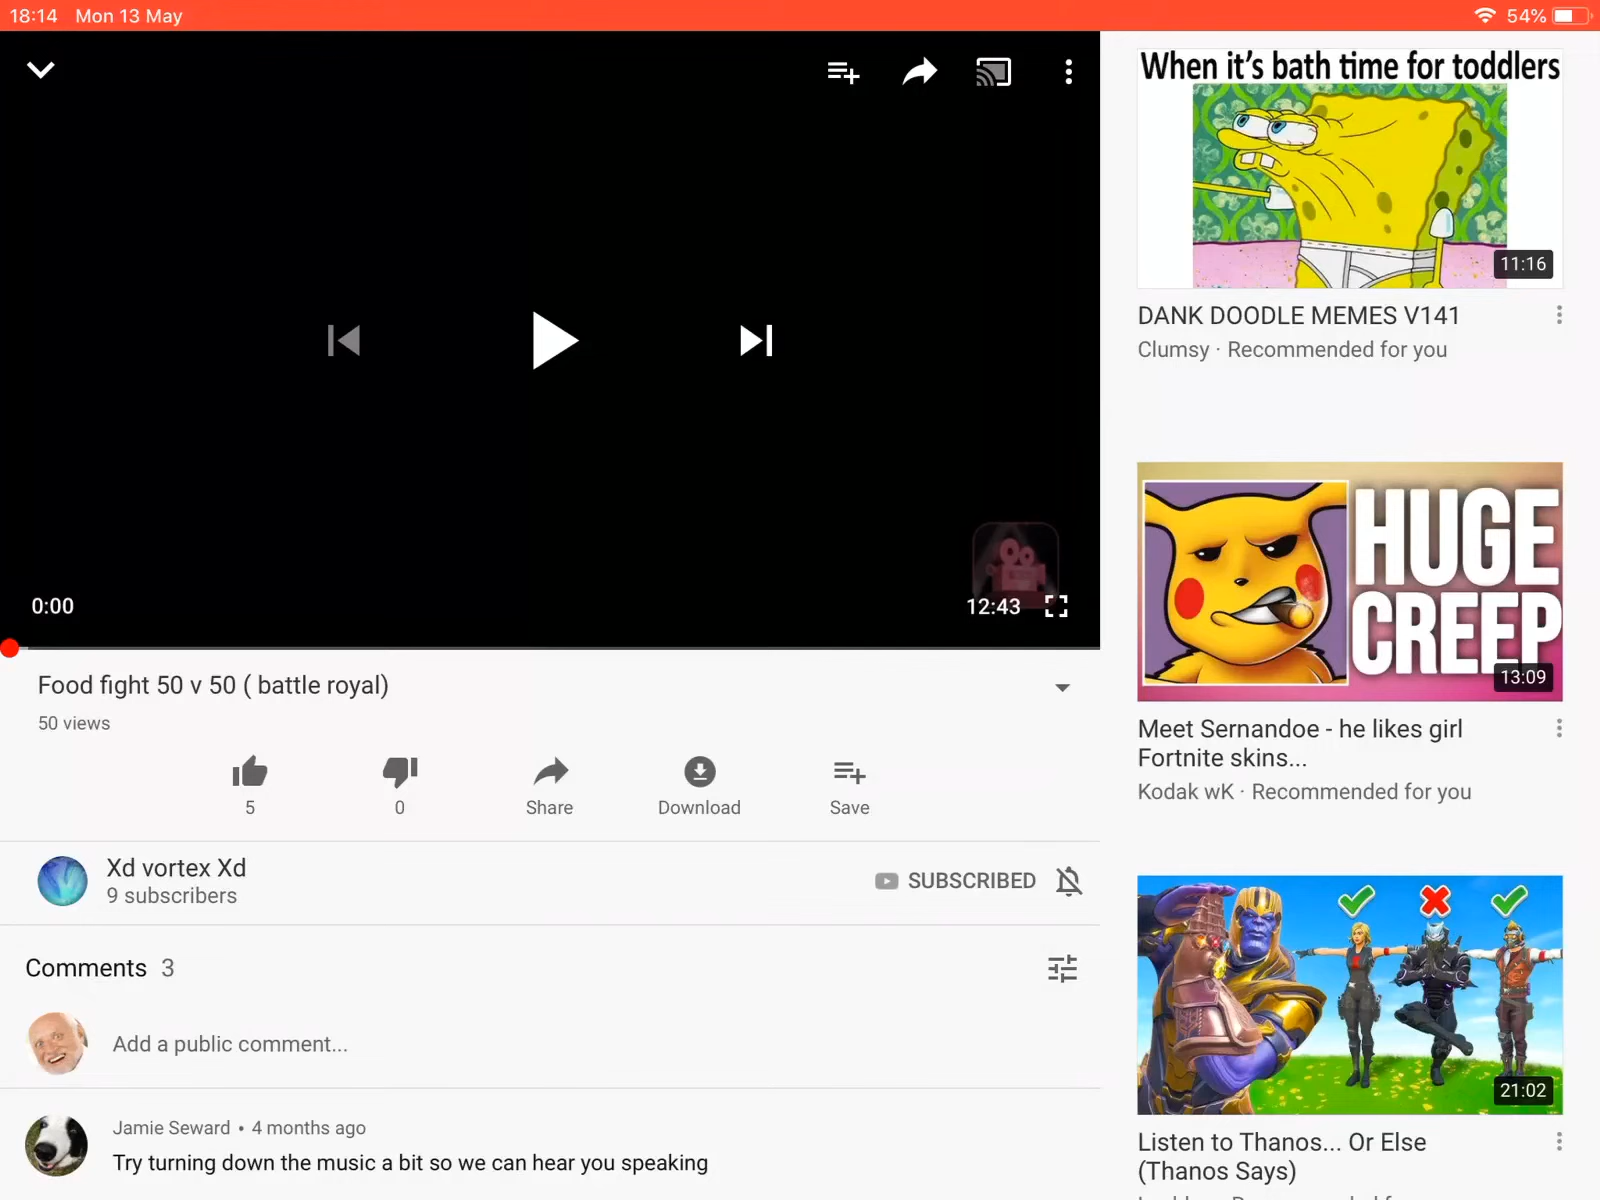 18:14 Mon 13 May
54%
0:00
12:43
Food fight 50 v 50 ( battle royal)
50 views
5
0
Share
Download
Save
Xd vortex Xd
9 subscribers
SUBSCRIBED
Comments 3
Add a public comment...
Jamie Seward • 4 months ago
Try turning down the music a bit so we can hear you speaking
When it's bath time for toddlers
11:16
DANK DOODLE MEMES V141
Clumsy · Recommended for you
HUGE
CREEP
13:09
Meet Sernandoe - he likes girl
Fortnite skins...
Kodak wK · Recommended for you
21:02
Listen to Thanos... Or Else
(Thanos Says)